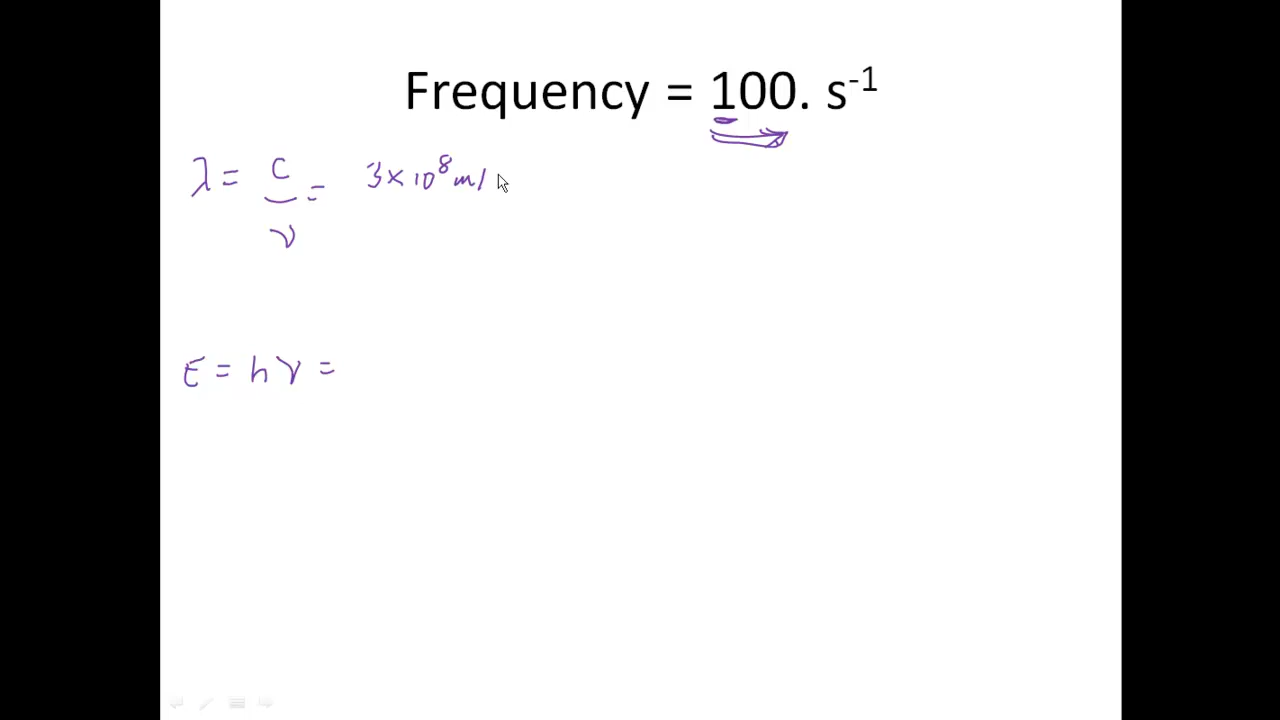 Frequency = 100. s⁻¹
λ = c/ν = 3 × 10⁸ m/
E = hν =